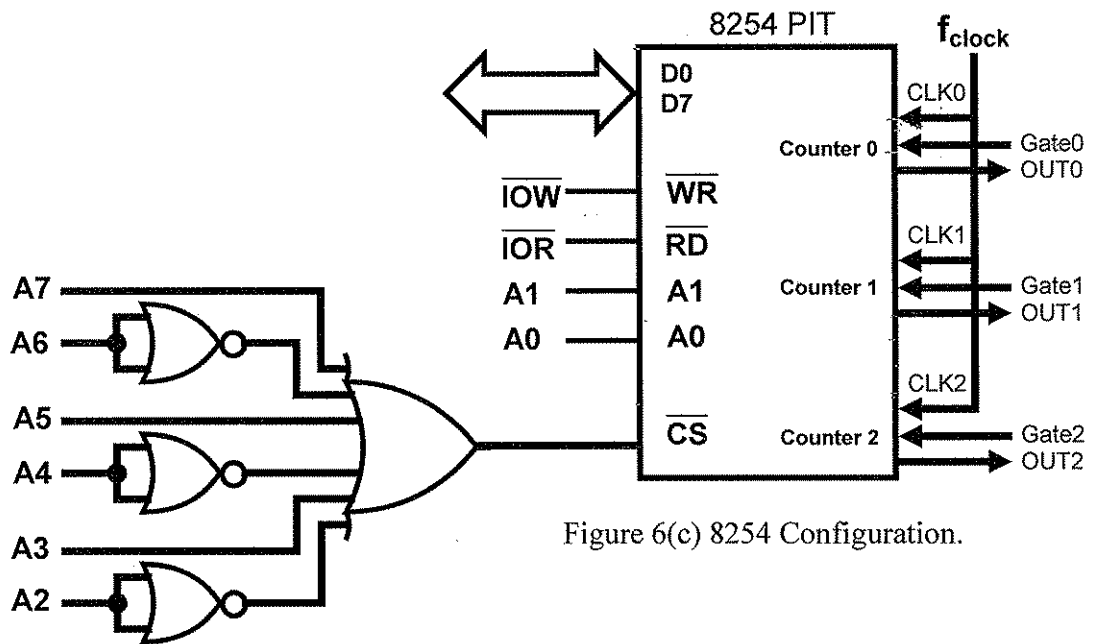 8254 PIT
f_clock
D0
D7
CLK0
Counter 0
Gate0
OUT0
IOW
WR
IOR
RD
CLK1
A1
A1
Counter 1
Gate1
OUT1
A0
A0
CLK2
CS
Counter 2
Gate2
OUT2
A7
A6
A5
A4
A3
A2
Figure 6(c) 8254 Configuration.